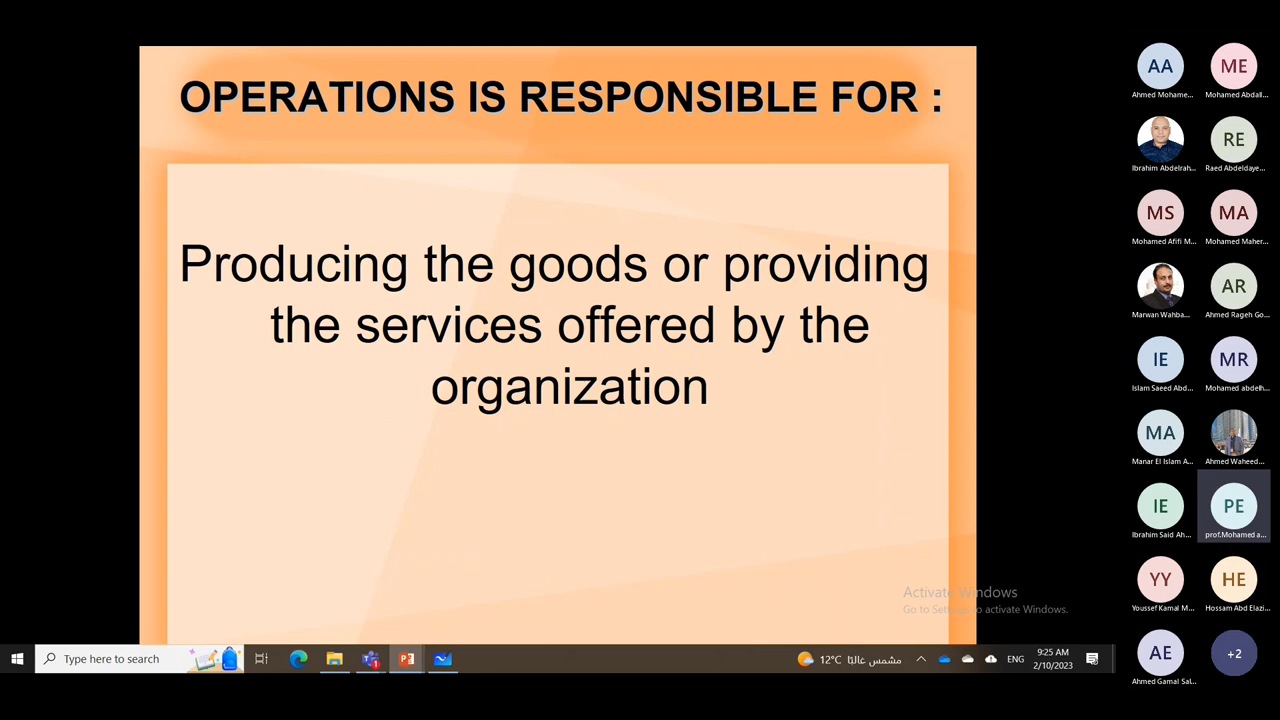 OPERATIONS IS RESPONSIBLE FOR :
Producing the goods or providing
the services offered by the
organization
Activate Windows
Go to Settings to activate Windows.
Type here to search
12°C مشمس غالبًا
ENG
9:25 AM
2/10/2023
AA
Ahmed Mohame...
ME
Mohamed Abdall...
Ibrahim Abdelrah...
RE
Raed Abdeldaye...
MS
Mohamed Afifi M...
MA
Mohamed Maher...
Marwan Wahba...
AR
Ahmed Rageh Go...
IE
Islam Saeed Abd...
MR
Mohamed abdelh...
MA
Manar El Islam A...
Ahmed Waheed...
IE
Ibrahim Said Ah...
PE
prof.Mohamed a...
YY
Youssef Kamal M...
HE
Hossam Abd Elazi...
AE
Ahmed Gamal Sal...
+2